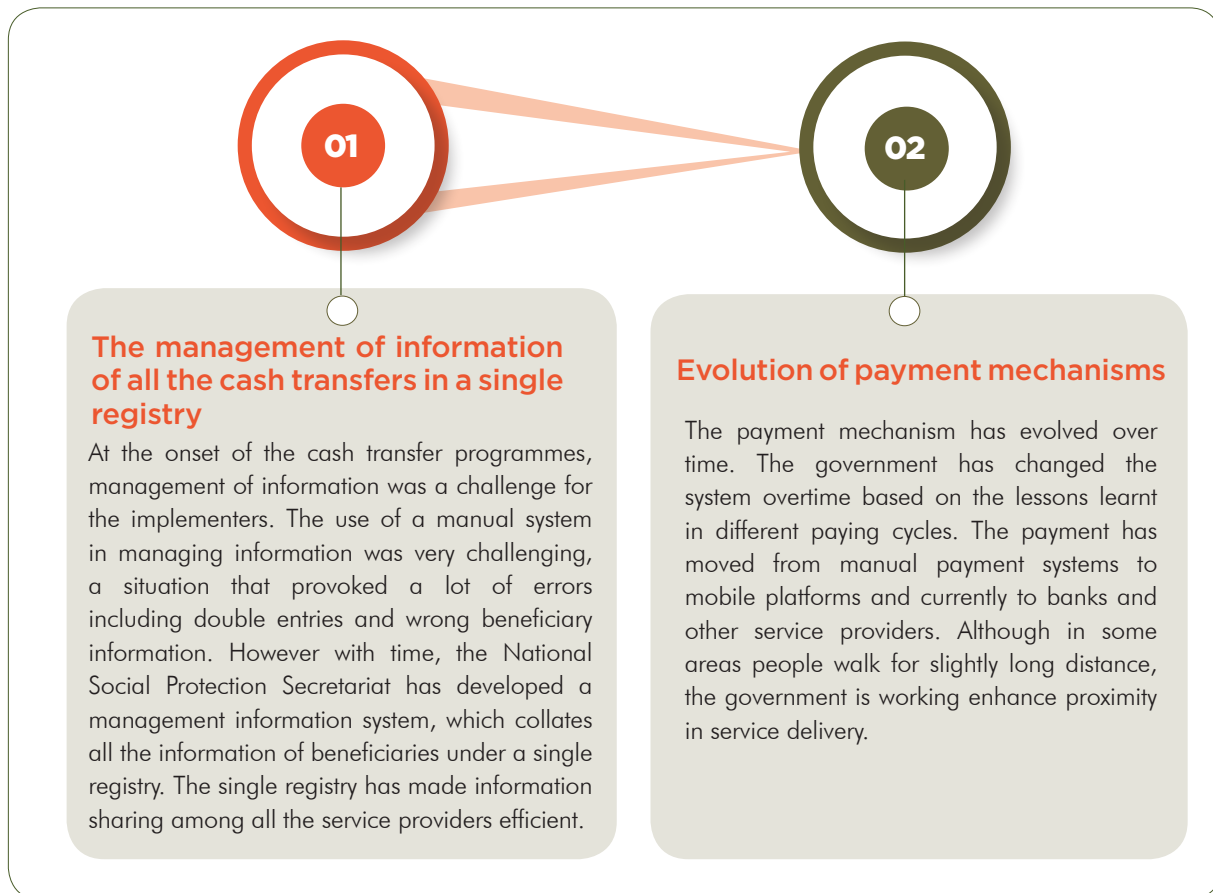 01
The management of information
of all the cash transfers in a single
registry
At the onset of the cash transfer programmes,
management of information was a challenge for
the implementers. The use of a manual system
in managing information was very challenging,
a situation that provoked a lot of errors
including double entries and wrong beneficiary
information. However with time, the National
Social Protection Secretariat has developed a
management information system, which collates
all the information of beneficiaries under a single
registry. The single registry has made information
sharing among all the service providers efficient.
02
Evolution of payment mechanisms
The payment mechanism has evolved over
time. The government has changed the
system overtime based on the lessons learnt
in different paying cycles. The payment has
moved from manual payment systems to
mobile platforms and currently to banks and
other service providers. Although in some
areas people walk for slightly long distance,
the government is working enhance proximity
in service delivery.